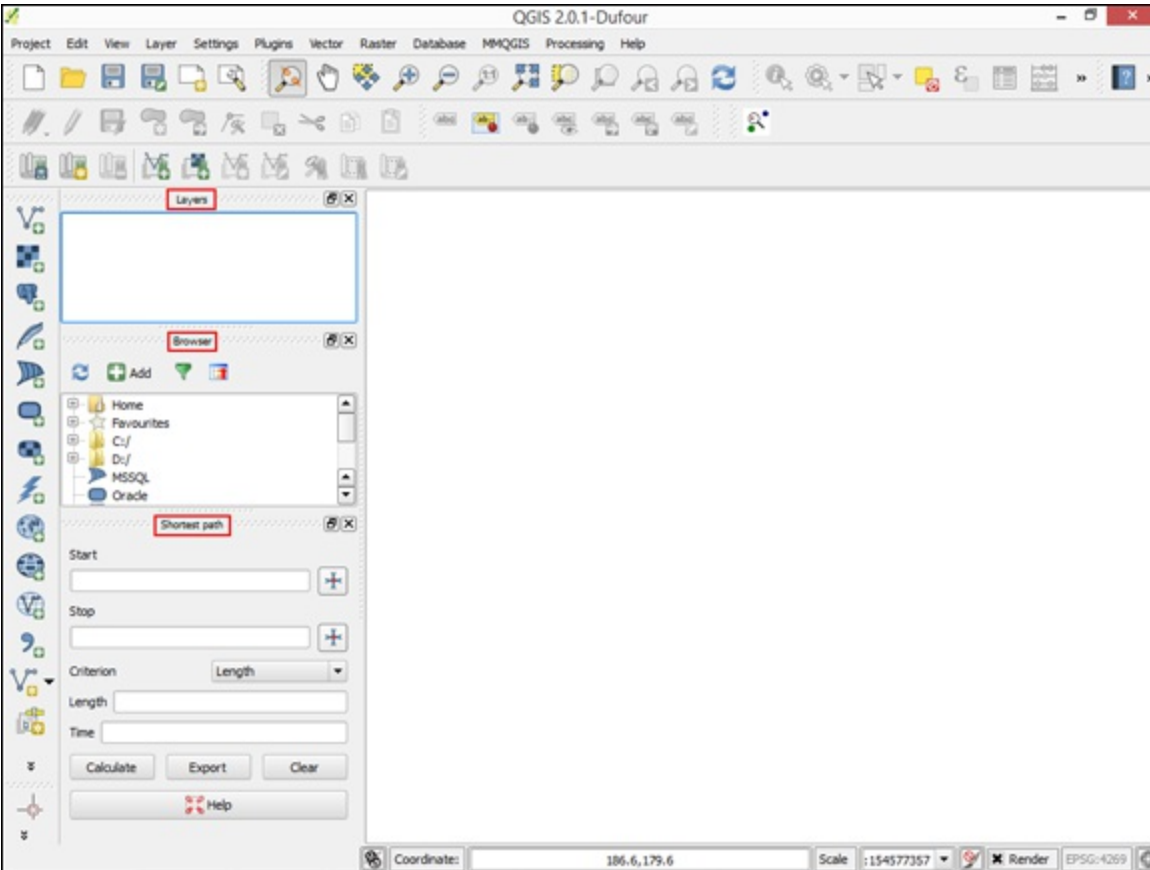 QGIS 2.0.1-Dufour
Project Edit View Layer Settings Plugins Vector Raster Database MMQGIS Processing Help
Layers
Browser
Add
Home
Favourites
C:/
D:/
MSSQL
Oracle
Shortest path
Start
Stop
Criterion Length
Length
Time
Calculate Export Clear
Help
Coordinate: 186.6,179.6 Scale :154577357 Render EPSG:4269